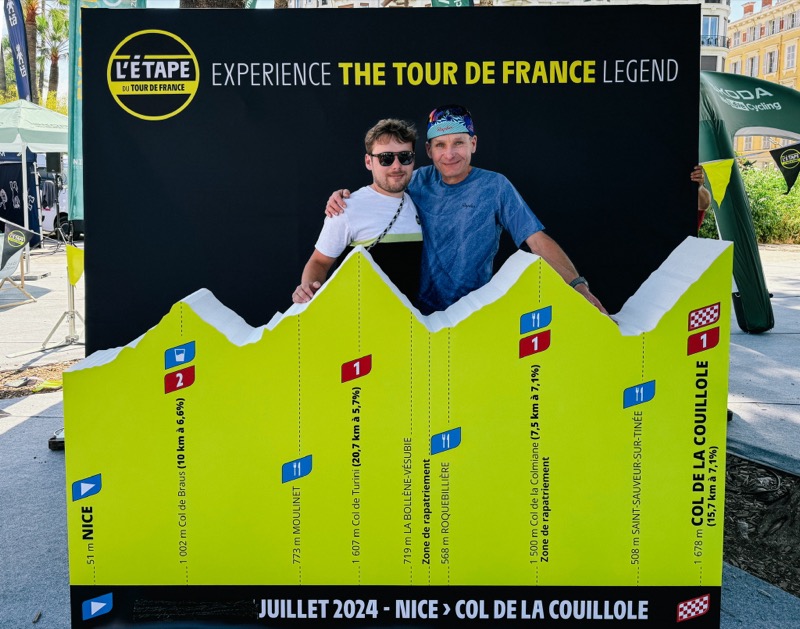 L'ÉTAPE
DU TOUR DE FRANCE
EXPERIENCE THE TOUR DE FRANCE LEGEND
ŠKODA
Cycling
L'ÉTAPE
51 m NICE
2
1 002 m Col de Braus (10 km à 6,6%)
773 m MOULINET
1
1 607 m Col de Turini (20,7 km à 5,7%)
719 m LA BOLLÈNE-VÉSUBIE
Zone de rapatriement
568 m ROQUEBILLIÈRE
1
1 500 m Col de la Colmiane (7,5 km à 7,1%)
Zone de rapatriement
508 m SAINT-SAUVEUR-SUR-TINÉE
1
1 678 m COL DE LA COUILLOLE
(15,7 km à 7,1%)
JUILLET 2024 - NICE > COL DE LA COUILLOLE